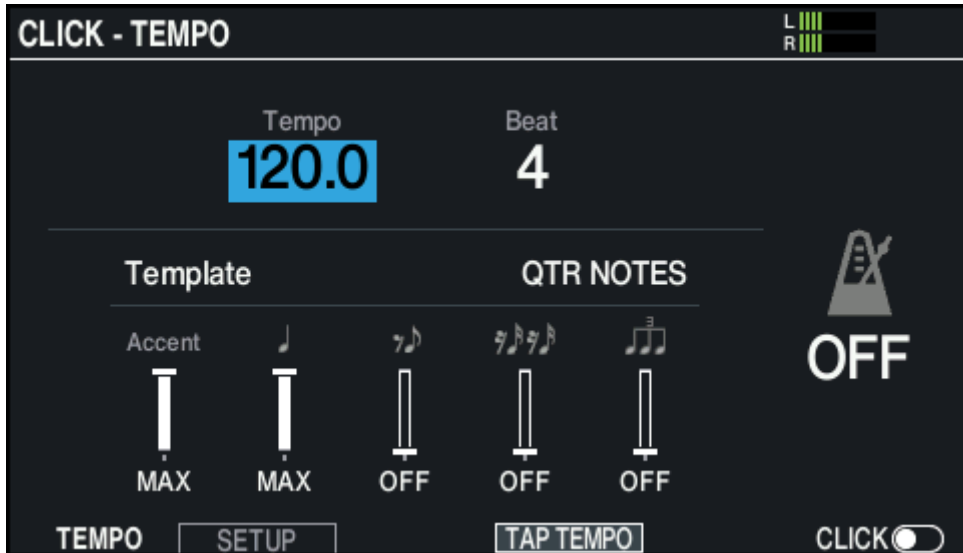 CLICK - TEMPO
L
R
Tempo Beat
120.0 4
Template QTR NOTES
Accent 3
OFF
MAX MAX OFF OFF OFF
TEMPO SETUP TAP TEMPO CLICK